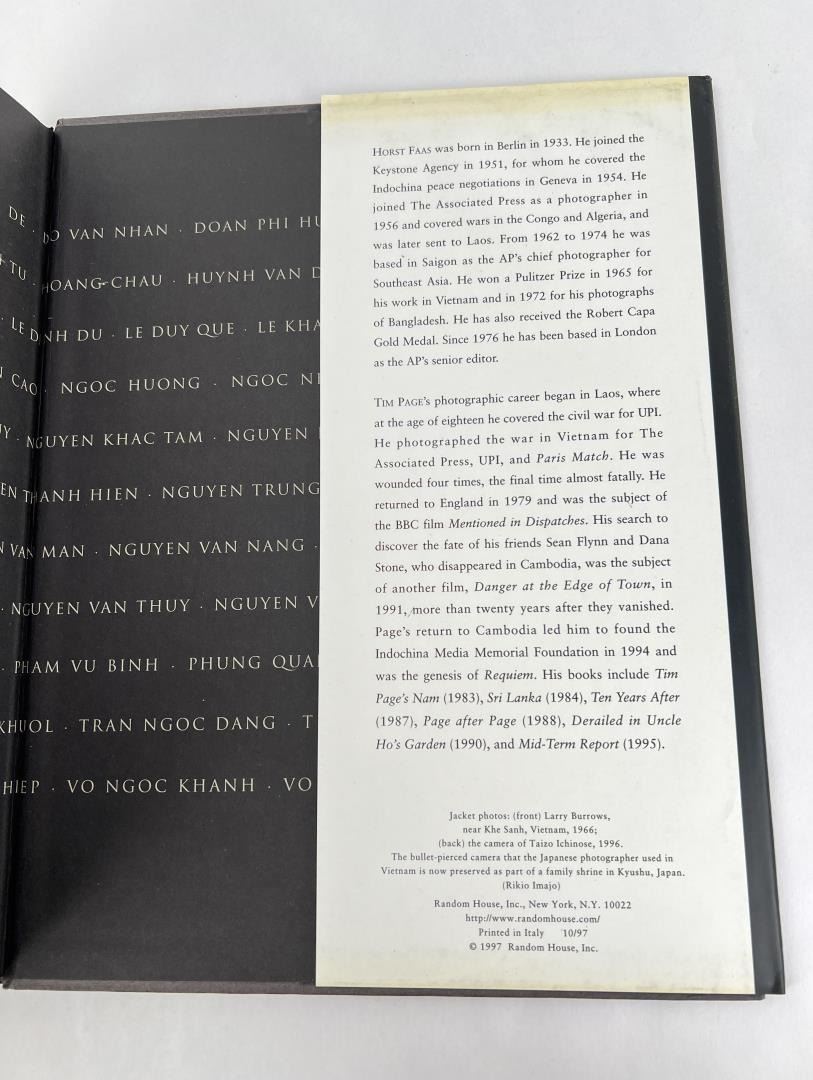 DE · DO VAN NHAN · DOAN PHI HU
TU · HOANG-CHAU · HUYNH VAN D
· LE DINH DU · LE DUY QUE · LE KHA
CAO · NGOC HUONG · NGOC
· NGUYEN KHAC TAM · NGUYEN
THANH HIEN · NGUYEN TRUNG
VAN MAN · NGUYEN VAN NANG ·
· NGUYEN VAN THUY · NGUYEN V
· PHAM VU BINH · PHUNG QUA
KHUOL · TRAN NGOC DANG · T
HIEP · VO NGOC KHANH · VO
HORST FAAS was born in Berlin in 1933. He joined the
Keystone Agency in 1951, for whom he covered the
Indochina peace negotiations in Geneva in 1954. He
joined The Associated Press as a photographer in
1956 and covered wars in the Congo and Algeria, and
was later sent to Laos. From 1962 to 1974 he was
based in Saigon as the AP's chief photographer for
Southeast Asia. He won a Pulitzer Prize in 1965 for
his work in Vietnam and in 1972 for his photographs
of Bangladesh. He has also received the Robert Capa
Gold Medal. Since 1976 he has been based in London
as the AP's senior editor.
TIM PAGE's photographic career began in Laos, where
at the age of eighteen he covered the civil war for UPI.
He photographed the war in Vietnam for The
Associated Press, UPI, and Paris Match. He was
wounded four times, the final time almost fatally. He
returned to England in 1979 and was the subject of
the BBC film Mentioned in Dispatches. His search to
discover the fate of his friends Sean Flynn and Dana
Stone, who disappeared in Cambodia, was the subject
of another film, Danger at the Edge of Town, in
1991, more than twenty years after they vanished.
Page's return to Cambodia led him to found the
Indochina Media Memorial Foundation in 1994 and
was the genesis of Requiem. His books include Tim
Page's Nam (1983), Sri Lanka (1984), Ten Years After
(1987), Page after Page (1988), Derailed in Uncle
Ho's Garden (1990), and Mid-Term Report (1995).
Jacket photos: (front) Larry Burrows,
near Khe Sanh, Vietnam, 1966;
(back) the camera of Taizo Ichinose, 1996.
The bullet-pierced camera that the Japanese photographer used in
Vietnam is now preserved as part of a family shrine in Kyushu, Japan.
(Rikio Imajo)
Random House, Inc., New York, N.Y. 10022
http://www.randomhouse.com/
Printed in Italy 10/97
© 1997 Random House, Inc.